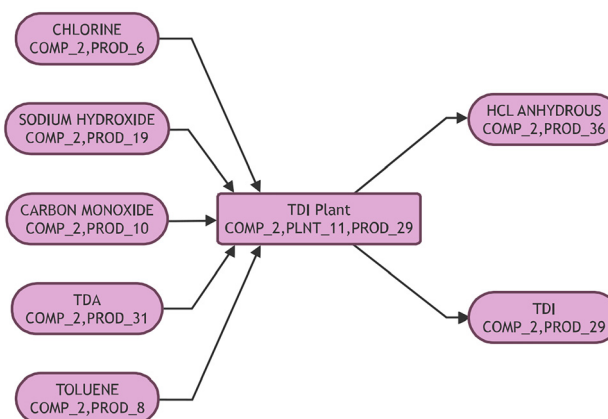 CHLORINE
COMP_2,PROD_6
SODIUM HYDROXIDE
COMP_2,PROD_19
CARBON MONOXIDE
COMP_2,PROD_10
TDA
COMP_2,PROD_31
TOLUENE
COMP_2,PROD_8
TDI Plant
COMP_2,PLNT_11,PROD_29
HCL ANHYDROUS
COMP_2,PROD_36
TDI
COMP_2,PROD_29